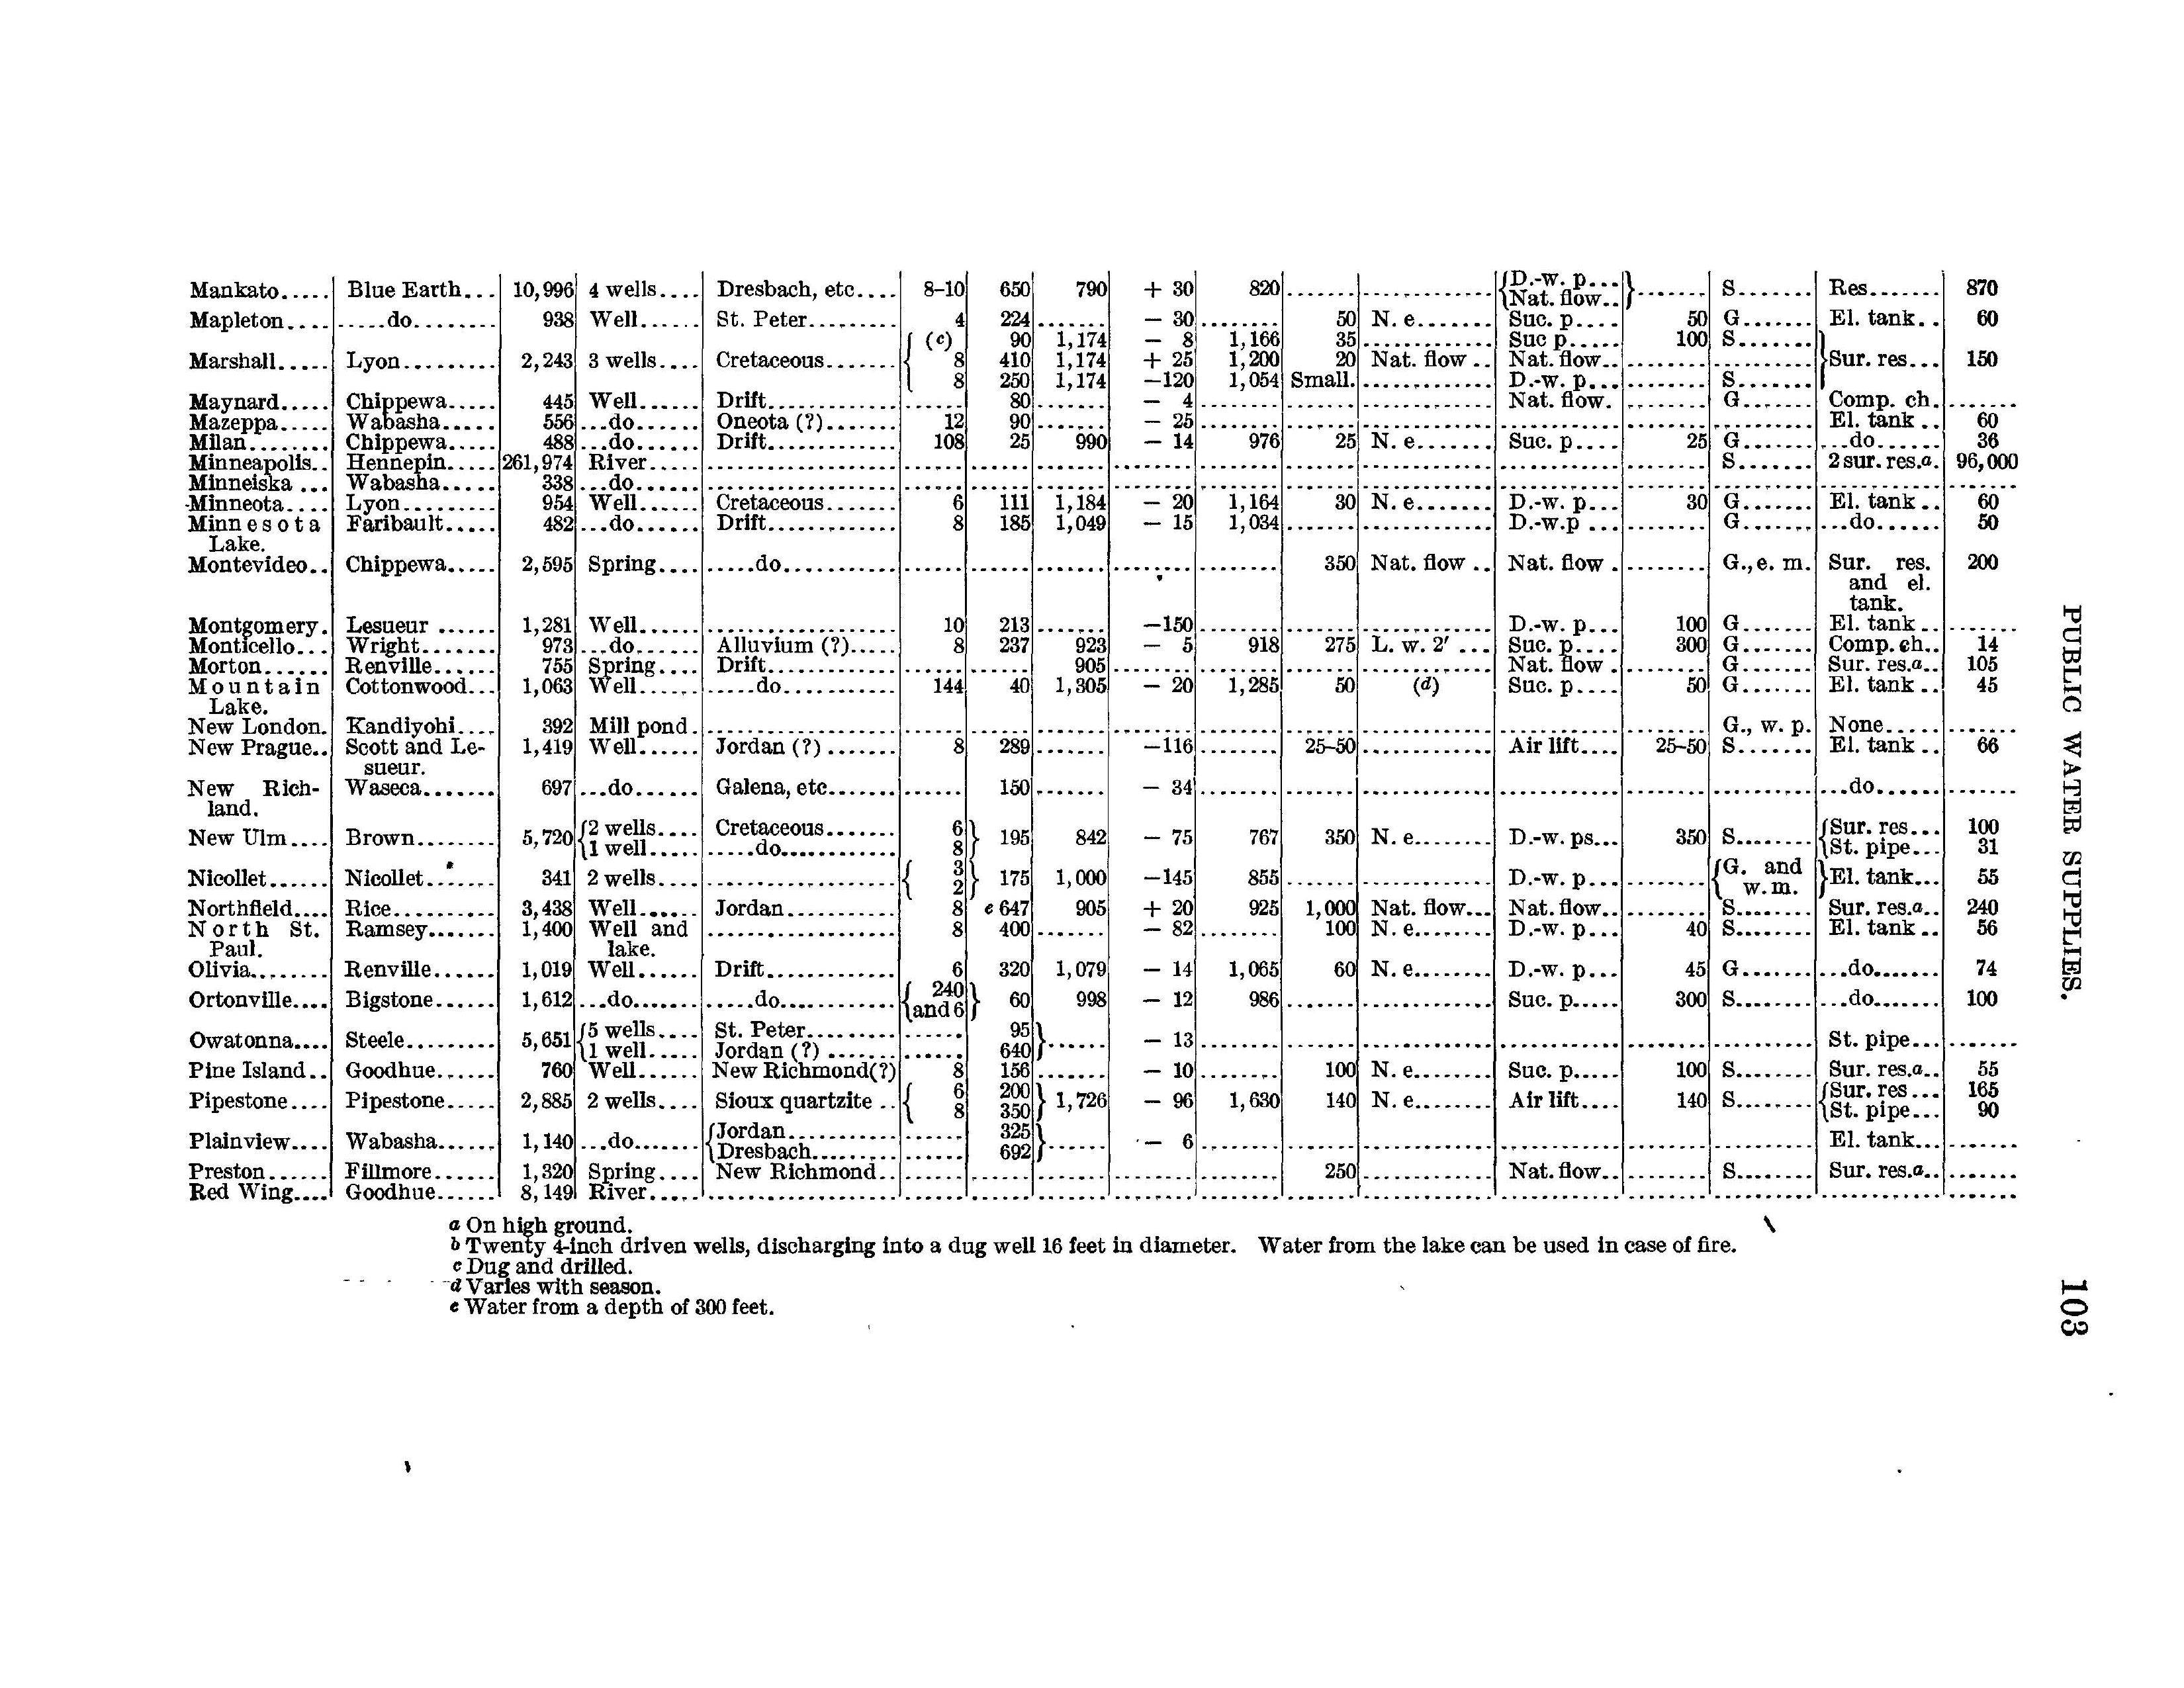 Mankato..... Blue Earth... 10,996 4 wells.... Dresbach, etc.... 8-10 650 790 + 30 820 ....... ............. {D.-w. p... Nat. flow..} ....... S....... Res....... 870
Mapleton.... .....do........ 938 Well...... St. Peter......... 4 224 ....... — 30 ........ 50 N. e....... Suc. p.... 50 G....... El. tank.. 60
(c) 90 1,174 — 8 1,166 35 ............. Suc p..... 100 S.......
Marshall..... Lyon......... 2,243 3 wells.... Cretaceous....... { 8 410 1,174 + 25 1,200 20 Nat. flow.. Nat. flow.. ........ .......... }Sur. res... 150
8 250 1,174 —120 1,054 Small. ............. D.-w. p... ........ S.......
Maynard..... Chippewa..... 445 Well...... Drift............. ...... 80 ....... — 4 ........ ....... ............. Nat. flow. ........ G....... Comp. ch. .......
Mazeppa..... Wabasha..... 556 ...do...... Oneota (?)....... 12 90 ....... — 25 ........ ....... ............. ............ ........ .......... El. tank.. 60
Milan........ Chippewa..... 488 ...do...... Drift............. 108 25 990 — 14 976 25 N. e....... Suc. p.... 25 G....... ...do...... 36
Minneapolis.. Hennepin..... 261,974 River..... ................... ...... ...... ....... ........ ........ ....... ............. ............ ........ S....... 2 sur. res.a. 96,000
Minneiska ... Wabasha..... 338 ...do...... ................... ...... ...... ....... ........ ........ ....... ............. ............ ........ .......... ........... .......
Minneota.... Lyon......... 954 Well...... Cretaceous....... 6 111 1,184 — 20 1,164 30 N. e....... D.-w. p... 30 G....... El. tank.. 60
Minnesota Faribault..... 482 ...do...... Drift............. 8 185 1,049 — 15 1,034 ....... ............. D.-w.p ... ........ G....... ...do...... 50
Lake.
Montevideo.. Chippewa..... 2,595 Spring.... .....do........... ...... ...... ....... ........ ........ 350 Nat. flow .. Nat. flow . ........ G., e. m. Sur. res. 200
and el.
tank.
Montgomery. Lesueur ...... 1,281 Well...... ................... 10 213 ....... —150 ........ ....... ............. D.-w. p... 100 G....... El. tank.. .......
Monticello... Wright....... 973 ...do...... Alluvium (?)..... 8 237 923 — 5 918 275 L. w. 2′ ... Suc. p.... 300 G....... Comp. ch.. 14
Morton...... Renville...... 755 Spring.... Drift............. ...... ...... 905 ........ ........ ....... ............. Nat. flow . ........ G....... Sur. res.a.. 105
Mountain Cottonwood... 1,063 Well...... .....do........... 144 40 1,305 — 20 1,285 50 (d) Suc. p.... 50 G....... El. tank.. 45
Lake.
New London. Kandiyohi.... 392 Mill pond. ................... ...... ...... ....... ........ ........ ....... ............. ............ ........ G., w. p. None...... .......
New Prague.. Scott and Le- 1,419 Well...... Jordan (?) ....... 8 289 ....... —116 ........ 25-50 ............. Air lift.... 25-50 S....... El. tank.. 66
sueur.
New Rich- Waseca....... 697 ...do...... Galena, etc....... ...... 150 ....... — 34 ........ ....... ............. ............ ........ .......... ...do...... .......
land.
New Ulm.... Brown........ 5,720 {2 wells.... 1 well..... Cretaceous....... .....do............ 6 8} 195 842 — 75 767 350 N. e........ D.-w. ps... 350 S........ {Sur. res... 100 St. pipe... 31
Nicollet...... Nicollet....... 341 2 wells.... ................... {3 2} 175 1,000 —145 855 ....... ............. D.-w. p... ........ {G. and w. m. }El. tank... 55
Northfield.... Rice.......... 3,438 Well...... Jordan........... 8 e 647 905 + 20 925 1,000 Nat. flow... Nat. flow.. ........ S........ Sur. res.a.. 240
North St. Ramsey....... 1,400 Well and ................... 8 400 ....... — 82 ........ 100 N. e........ D.-w. p... 40 S........ El. tank.. 56
Paul. lake.
Olivia........ Renville...... 1,019 Well...... Drift............. 6 320 1,079 — 14 1,065 60 N. e........ D.-w. p... 45 G....... ...do....... 74
Ortonville.... Bigstone...... 1,612 ...do....... .....do............ {240 and 6} 60 998 — 12 986 ....... ............. Suc. p..... 300 S........ ...do....... 100
Owatonna.... Steele......... 5,651 {5 wells.... 1 well..... St. Peter......... Jordan (?) ....... ...... ...... 95 640} ...... — 13 ........ ....... ............. ............ ........ .......... St. pipe... .......
Pine Island.. Goodhue...... 760 Well...... New Richmond(?) 8 156 ....... — 10 ........ 100 N. e........ Suc. p..... 100 S........ Sur. res.a.. 55
Pipestone.... Pipestone..... 2,885 2 wells.... Sioux quartzite .. {6 8 200 350} 1,726 — 96 1,630 140 N. e........ Air lift.... 140 S........ {Sur. res... 165 St. pipe... 90
Plainview.... Wabasha...... 1,140 ...do....... {Jordan........... Dresbach......... ...... ...... 325 692} ...... — 6 ........ ....... ............. ............ ........ .......... El. tank... .......
Preston...... Fillmore...... 1,320 Spring.... New Richmond.. ...... ...... ....... ........ ........ 250 ............. Nat. flow.. ........ S........ Sur. res.a.. .......
Red Wing.... Goodhue...... 8,149 River..... ................... ...... ...... ....... ........ ........ ....... ............. ............ ........ .......... ........... .......
a On high ground.
b Twenty 4-inch driven wells, discharging into a dug well 16 feet in diameter. Water from the lake can be used in case of fire.
c Dug and drilled.
d Varies with season.
e Water from a depth of 300 feet.
PUBLIC WATER SUPPLIES.
103